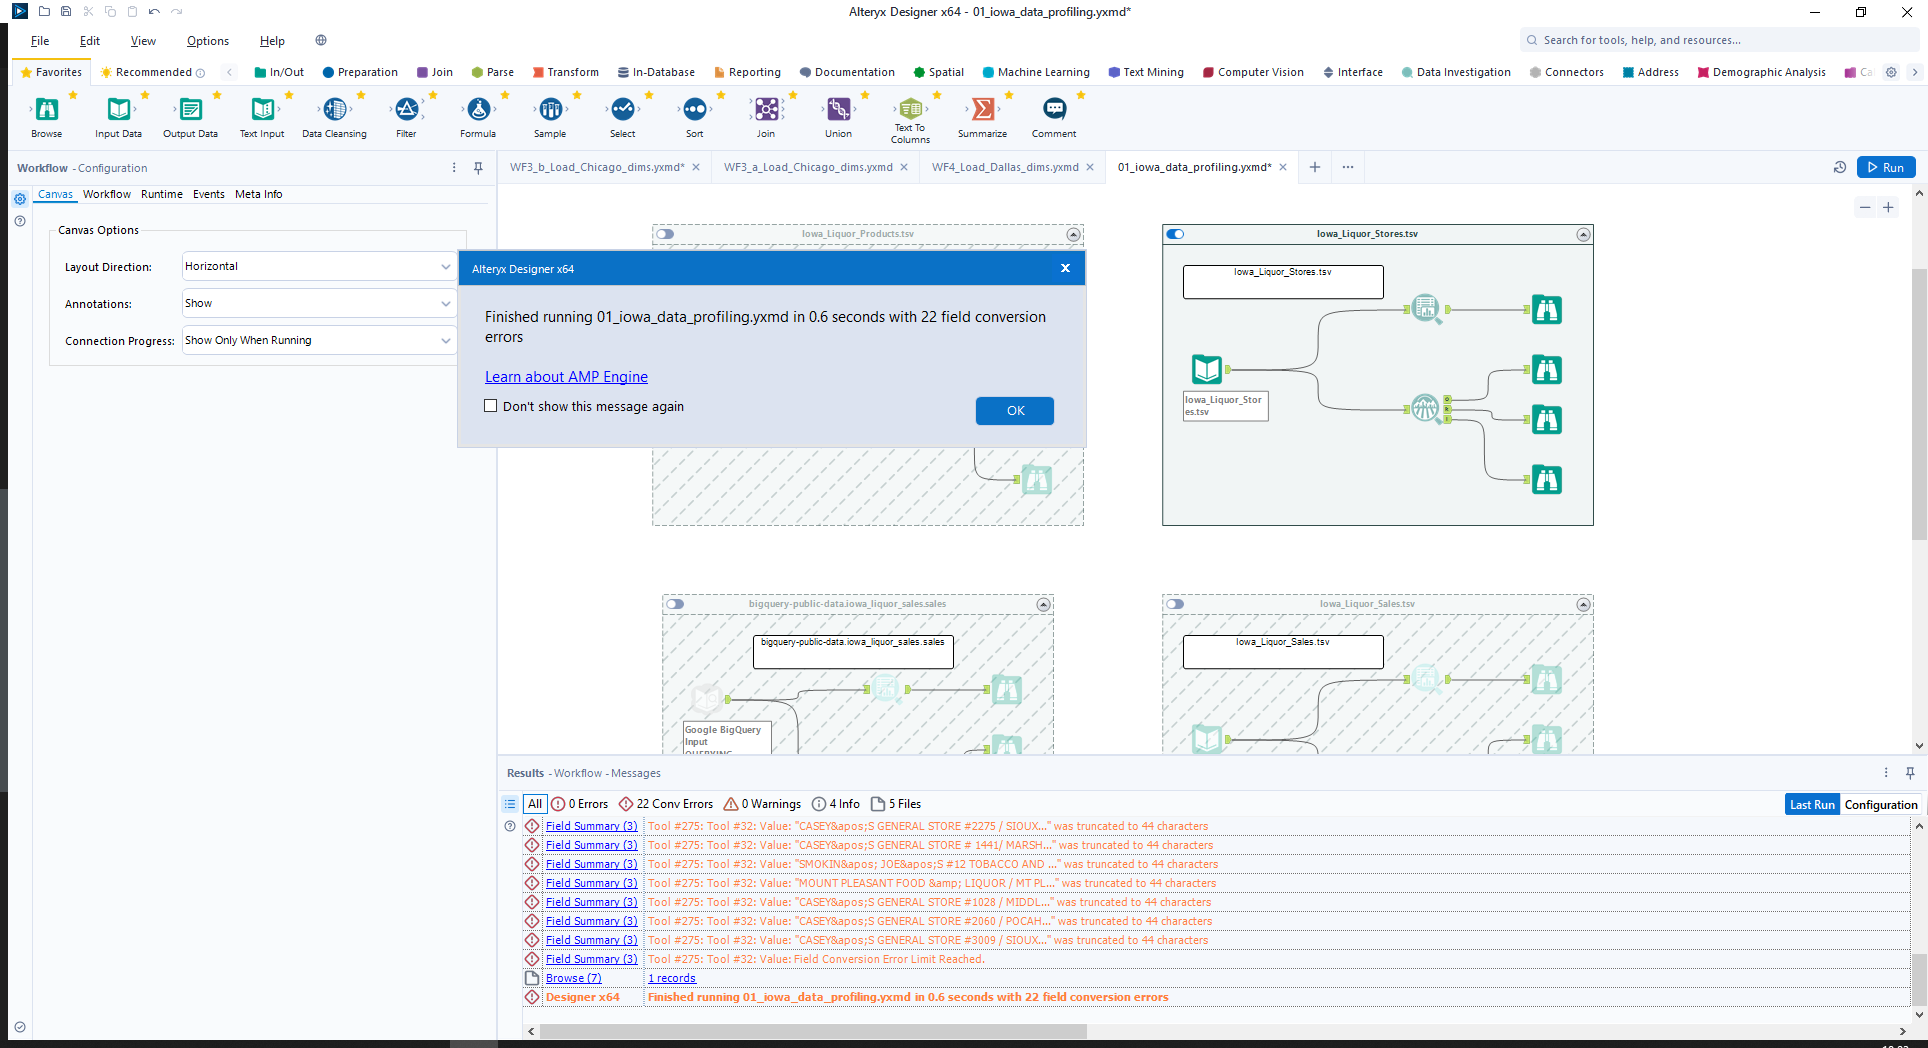 Alteryx Designer x64 - 01_iowa_data_profiling.yxmd*
File Edit View Options Help
Search for tools, help, and resources...
Favorites Recommended In/Out Preparation Join Parse Transform In-Database Reporting Documentation Spatial Machine Learning Text Mining Computer Vision Interface Data Investigation Connectors Address Demographic Analysis Ca
Browse Input Data Output Data Text Input Data Cleansing Filter Formula Sample Select Sort Join Union Text To Columns Summarize Comment
Workflow - Configuration
WF3_b_Load_Chicago_dims.yxmd* WF3_a_Load_Chicago_dims.yxmd WF4_Load_Dallas_dims.yxmd 01_iowa_data_profiling.yxmd* Run
Canvas Workflow Runtime Events Meta Info
Canvas Options
Layout Direction: Horizontal
Annotations: Show
Connection Progress: Show Only When Running
Iowa_Liquor_Products.tsv
Iowa_Liquor_Stores.tsv
Iowa_Liquor_Stores.tsv
Iowa_Liquor_Stor
es.tsv
O
R
I
Alteryx Designer x64
Finished running 01_iowa_data_profiling.yxmd in 0.6 seconds with 22 field conversion
errors
Learn about AMP Engine
Don't show this message again
OK
bigquery-public-data.iowa_liquor_sales.sales
bigquery-public-data.iowa_liquor_sales.sales
Google BigQuery
Input
QUERYING
Iowa_Liquor_Sales.tsv
Iowa_Liquor_Sales.tsv
Results - Workflow - Messages
All 0 Errors 22 Conv Errors 0 Warnings 4 Info 5 Files Last Run Configuration
Field Summary (3) Tool #275: Tool #32: Value: "CASEY&apos;S GENERAL STORE #2275 / SIOUX..." was truncated to 44 characters
Field Summary (3) Tool #275: Tool #32: Value: "CASEY&apos;S GENERAL STORE # 1441/ MARSH..." was truncated to 44 characters
Field Summary (3) Tool #275: Tool #32: Value: "SMOKIN&apos; JOE&apos;S #12 TOBACCO AND ..." was truncated to 44 characters
Field Summary (3) Tool #275: Tool #32: Value: "MOUNT PLEASANT FOOD &amp; LIQUOR / MT PL..." was truncated to 44 characters
Field Summary (3) Tool #275: Tool #32: Value: "CASEY&apos;S GENERAL STORE #1028 / MIDDL..." was truncated to 44 characters
Field Summary (3) Tool #275: Tool #32: Value: "CASEY&apos;S GENERAL STORE #2060 / POCAH..." was truncated to 44 characters
Field Summary (3) Tool #275: Tool #32: Value: "CASEY&apos;S GENERAL STORE #3009 / SIOUX..." was truncated to 44 characters
Field Summary (3) Tool #275: Tool #32: Value: Field Conversion Error Limit Reached.
Browse (7) 1 records
Designer x64 Finished running 01_iowa_data_profiling.yxmd in 0.6 seconds with 22 field conversion errors